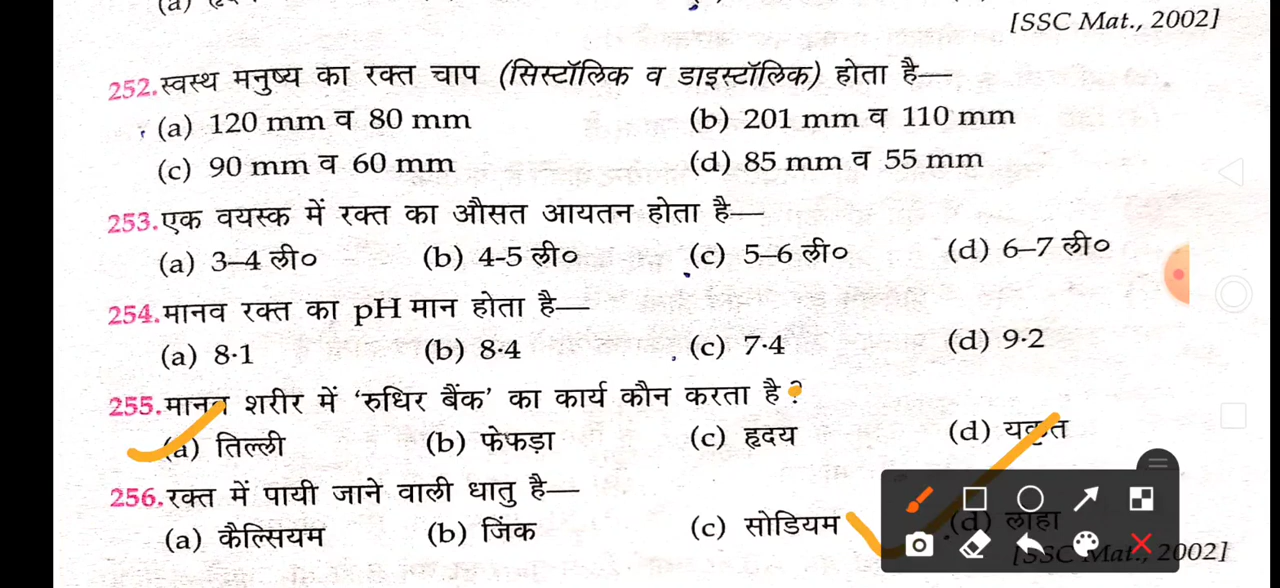 [SSC Mat., 2002]
252. स्वस्थ मनुष्य का रक्त चाप (सिस्टॉलिक व डाइस्टॉलिक) होता है—
(a) 120 mm व 80 mm (b) 201 mm व 110 mm
(c) 90 mm व 60 mm (d) 85 mm व 55 mm
253. एक वयस्क में रक्त का औसत आयतन होता है—
(a) 3–4 ली० (b) 4-5 ली० (c) 5–6 ली० (d) 6–7 ली०
254. मानव रक्त का pH मान होता है—
(a) 8·1 (b) 8·4 (c) 7·4 (d) 9·2
255. मानव शरीर में ‘रुधिर बैंक’ का कार्य कौन करता है ?
(a) तिल्ली (b) फेफड़ा (c) हृदय (d) यकृत
256. रक्त में पायी जाने वाली धातु है—
(a) कैल्सियम (b) जिंक (c) सोडियम (d) लोहा
[SSC Mat., 2002]